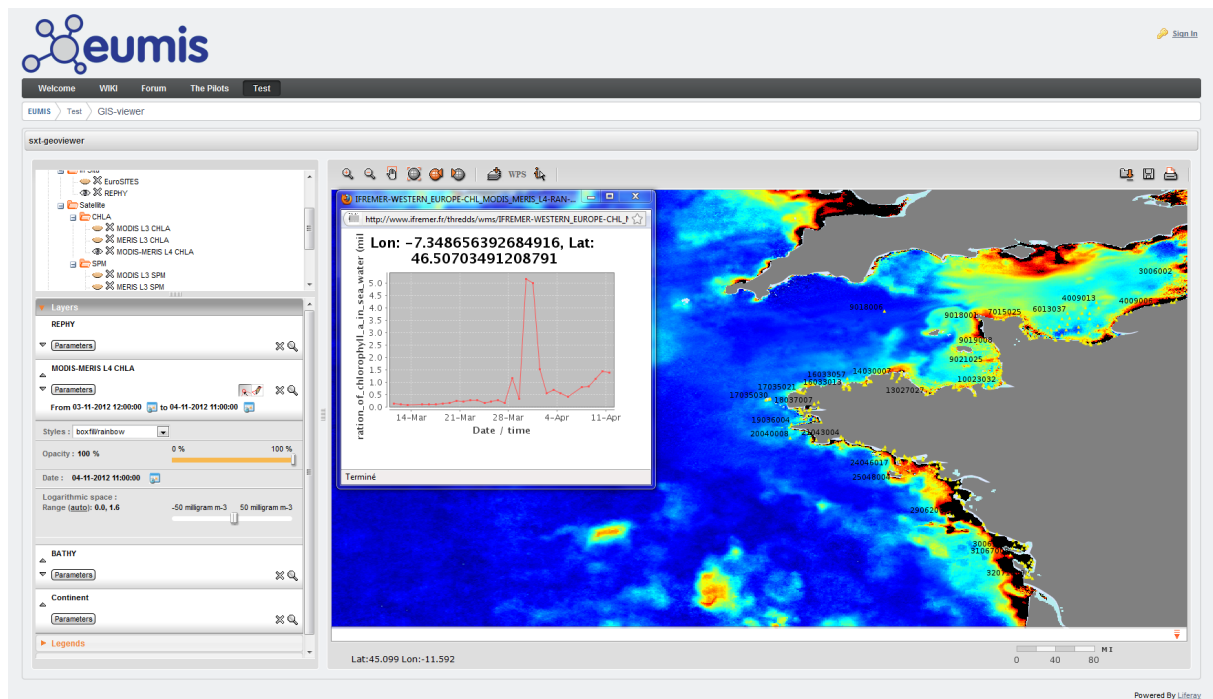 eumis
Sign In
Welcome WIKI Forum The Pilots Test
EUMIS Test GIS-viewer
sxt-geoviewer
EuroSITES
REPHY
Satellite
CHLA
MODIS L3 CHLA
MERIS L3 CHLA
MODIS-MERIS L4 CHLA
SPM
MODIS L3 SPM
MERIS L3 SPM
Layers
REPHY
Parameters
MODIS-MERIS L4 CHLA
Parameters
From 03-11-2012 12:00:00 to 04-11-2012 11:00:00
Styles : boxfill/rainbow
Opacity : 100 % 0 % 100 %
Date : 04-11-2012 11:00:00
Logarithmic space :
Range (auto): 0.0, 1.6 -50 milligram m-3 50 milligram m-3
BATHY
Parameters
Continent
Parameters
Legends
WPS
IFREMER-WESTERN_EUROPE-CHL_MODIS_MERIS_L4-RAN-...
http://www.ifremer.fr/thredds/wms/IFREMER-WESTERN_EUROPE-CHL_
Lon: -7.348656392684916, Lat:
46.50703491208791
ration_of_chlorophyll_a_in_sea_water (mil
5.0
4.5
4.0
3.5
3.0
2.5
2.0
1.5
1.0
0.5
0.0
14-Mar 21-Mar 28-Mar 4-Apr 11-Apr
Date / time
Terminé
3006002
4009013
4009006
6013037
7015025
9018001
9019008
9021025
10023032
13027027
14030007
16033057
16033013
17035021
17035030
18037007
19036004
20040008
21043004
24046017
25048004
Lat:45.099 Lon:-11.592
MI
0 40 80
Powered By Liferay